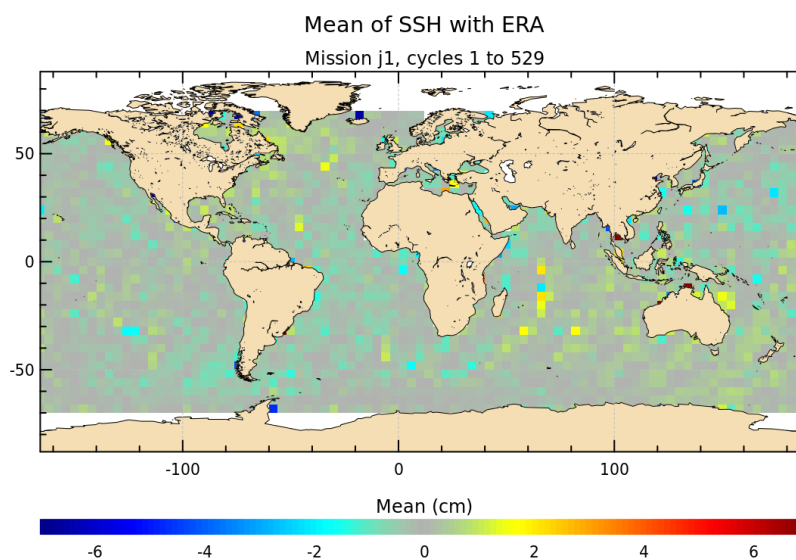 Mean of SSH with ERA
Mission j1, cycles 1 to 529
50
0
-50
-100 0 100
Mean (cm)
-6 -4 -2 0 2 4 6